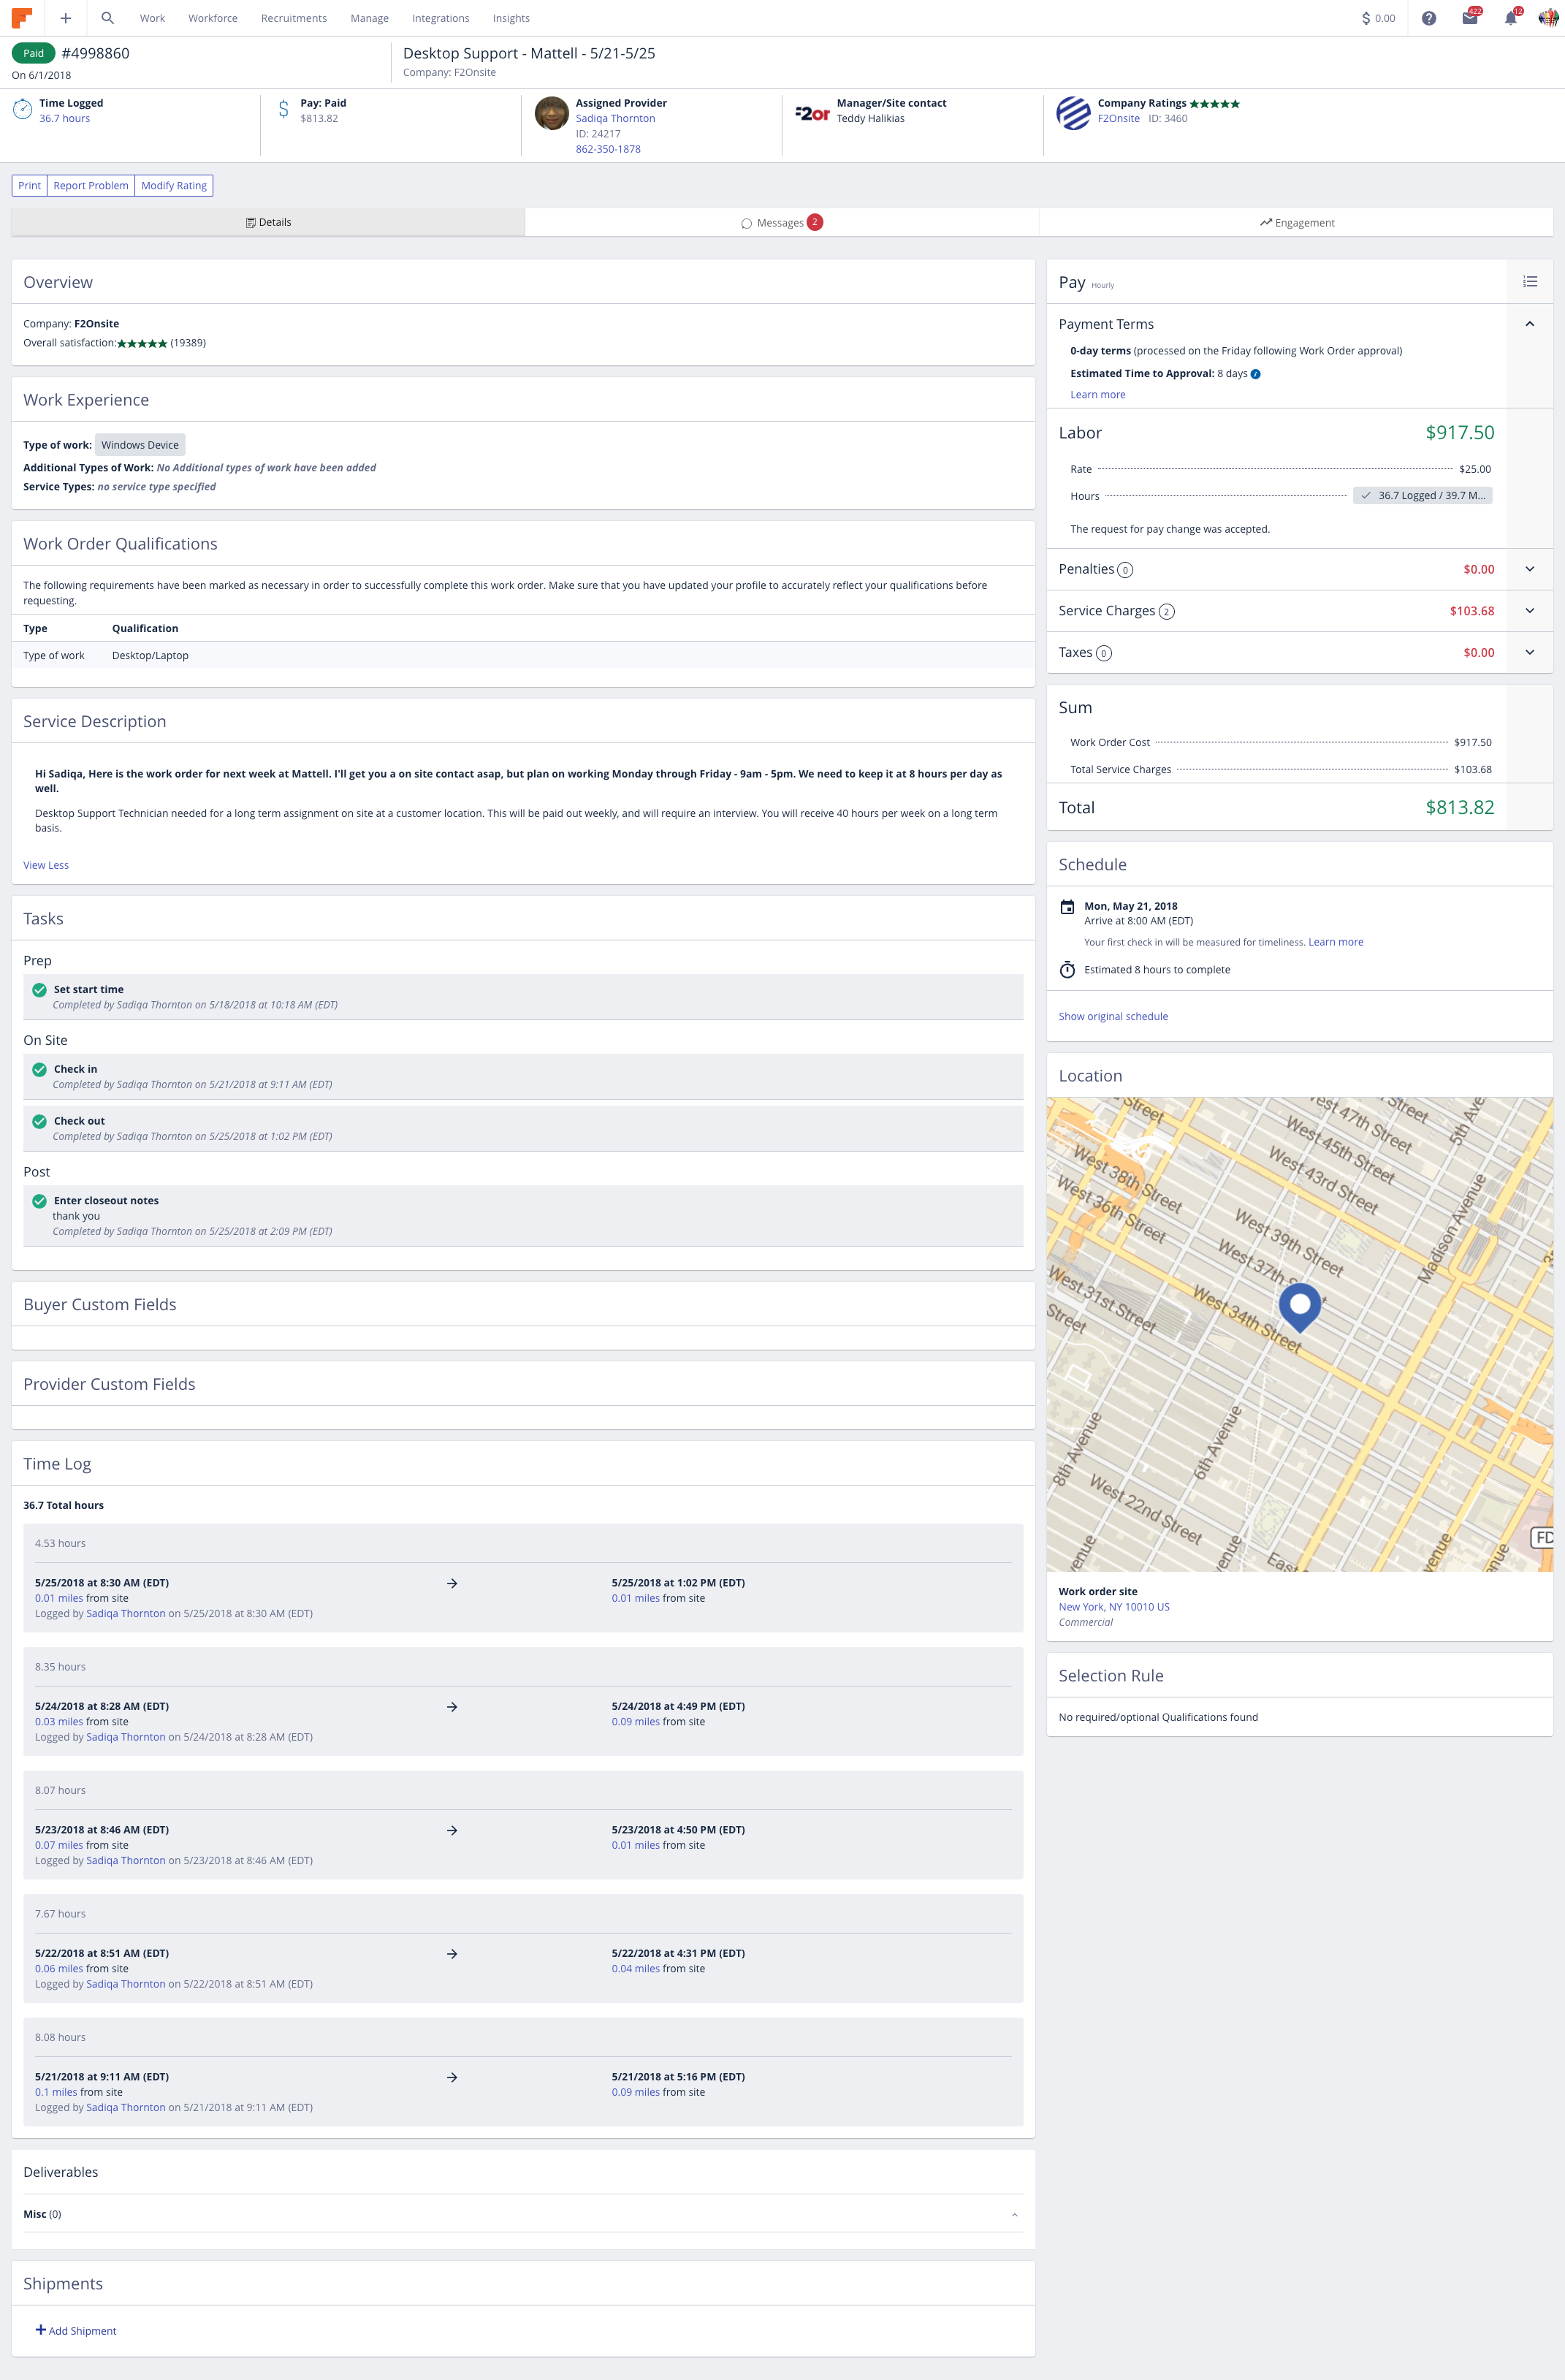 Work Workforce Recruitments Manage Integrations Insights
$ 0.00
422
12
Paid #4998860
On 6/1/2018
Desktop Support - Mattell - 5/21-5/25
Company: F2Onsite
Time Logged
36.7 hours
Pay: Paid
$813.82
Assigned Provider
Sadiqa Thornton
ID: 24217
862-350-1878
Manager/Site contact
Teddy Halikias
Company Ratings
F2Onsite ID: 3460
Print Report Problem Modify Rating
Details
Messages 2
Engagement
Overview
Company: F2Onsite
Overall satisfaction: (19389)
Work Experience
Type of work: Windows Device
Additional Types of Work: No Additional types of work have been added
Service Types: no service type specified
Work Order Qualifications
The following requirements have been marked as necessary in order to successfully complete this work order. Make sure that you have updated your profile to accurately reflect your qualifications before
requesting.
Type Qualification
Type of work Desktop/Laptop
Service Description
Hi Sadiqa, Here is the work order for next week at Mattell. I'll get you a on site contact asap, but plan on working Monday through Friday - 9am - 5pm. We need to keep it at 8 hours per day as
well.
Desktop Support Technician needed for a long term assignment on site at a customer location. This will be paid out weekly, and will require an interview. You will receive 40 hours per week on a long term
basis.
View Less
Tasks
Prep
Set start time
Completed by Sadiqa Thornton on 5/18/2018 at 10:18 AM (EDT)
On Site
Check in
Completed by Sadiqa Thornton on 5/21/2018 at 9:11 AM (EDT)
Check out
Completed by Sadiqa Thornton on 5/25/2018 at 1:02 PM (EDT)
Post
Enter closeout notes
thank you
Completed by Sadiqa Thornton on 5/25/2018 at 2:09 PM (EDT)
Buyer Custom Fields
Provider Custom Fields
Time Log
36.7 Total hours
4.53 hours
5/25/2018 at 8:30 AM (EDT) 5/25/2018 at 1:02 PM (EDT)
0.01 miles from site 0.01 miles from site
Logged by Sadiqa Thornton on 5/25/2018 at 8:30 AM (EDT)
8.35 hours
5/24/2018 at 8:28 AM (EDT) 5/24/2018 at 4:49 PM (EDT)
0.03 miles from site 0.09 miles from site
Logged by Sadiqa Thornton on 5/24/2018 at 8:28 AM (EDT)
8.07 hours
5/23/2018 at 8:46 AM (EDT) 5/23/2018 at 4:50 PM (EDT)
0.07 miles from site 0.01 miles from site
Logged by Sadiqa Thornton on 5/23/2018 at 8:46 AM (EDT)
7.67 hours
5/22/2018 at 8:51 AM (EDT) 5/22/2018 at 4:31 PM (EDT)
0.06 miles from site 0.04 miles from site
Logged by Sadiqa Thornton on 5/22/2018 at 8:51 AM (EDT)
8.08 hours
5/21/2018 at 9:11 AM (EDT) 5/21/2018 at 5:16 PM (EDT)
0.1 miles from site 0.09 miles from site
Logged by Sadiqa Thornton on 5/21/2018 at 9:11 AM (EDT)
Deliverables
Misc (0)
Shipments
Add Shipment
Pay Hourly
Payment Terms
0-day terms (processed on the Friday following Work Order approval)
Estimated Time to Approval: 8 days
Learn more
Labor $917.50
Rate $25.00
Hours 36.7 Logged / 39.7 M...
The request for pay change was accepted.
Penalties 0 $0.00
Service Charges 2 $103.68
Taxes 0 $0.00
Sum
Work Order Cost $917.50
Total Service Charges $103.68
Total $813.82
Schedule
Mon, May 21, 2018
Arrive at 8:00 AM (EDT)
Your first check in will be measured for timeliness. Learn more
Estimated 8 hours to complete
Show original schedule
Location
Street
West 47th Street
Street
5th Ave
West 45th Street
West 43rd Street
West 38th Street
West 36th Street
Madison Avenue
West 39th Street
West 37th S
West 31st Street
West 34th Street
Street
8th Avenue
6th Avenue
West 22nd Street
FD
Work order site
New York, NY 10010 US
Commercial
Selection Rule
No required/optional Qualifications found